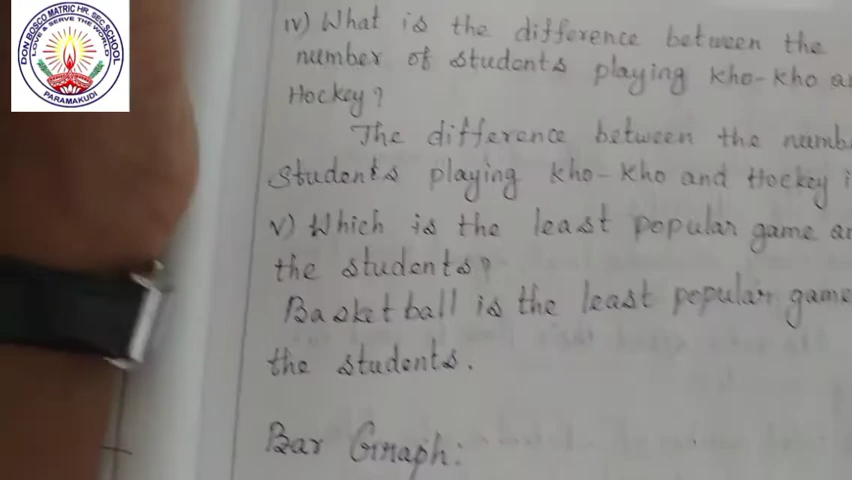 DON BOSCO MATRIC HR. SEC. SCHOOL
LOVE & SERVE THE WORLD
PARAMAKUDI
iv) What is the difference between the
number of students playing kho-kho
Hockey?
The difference between the
students playing kho-kho and Hockey
v) Which is the least popular game
the students?
Basketball is the least popular game
the students.
Bar Graph: